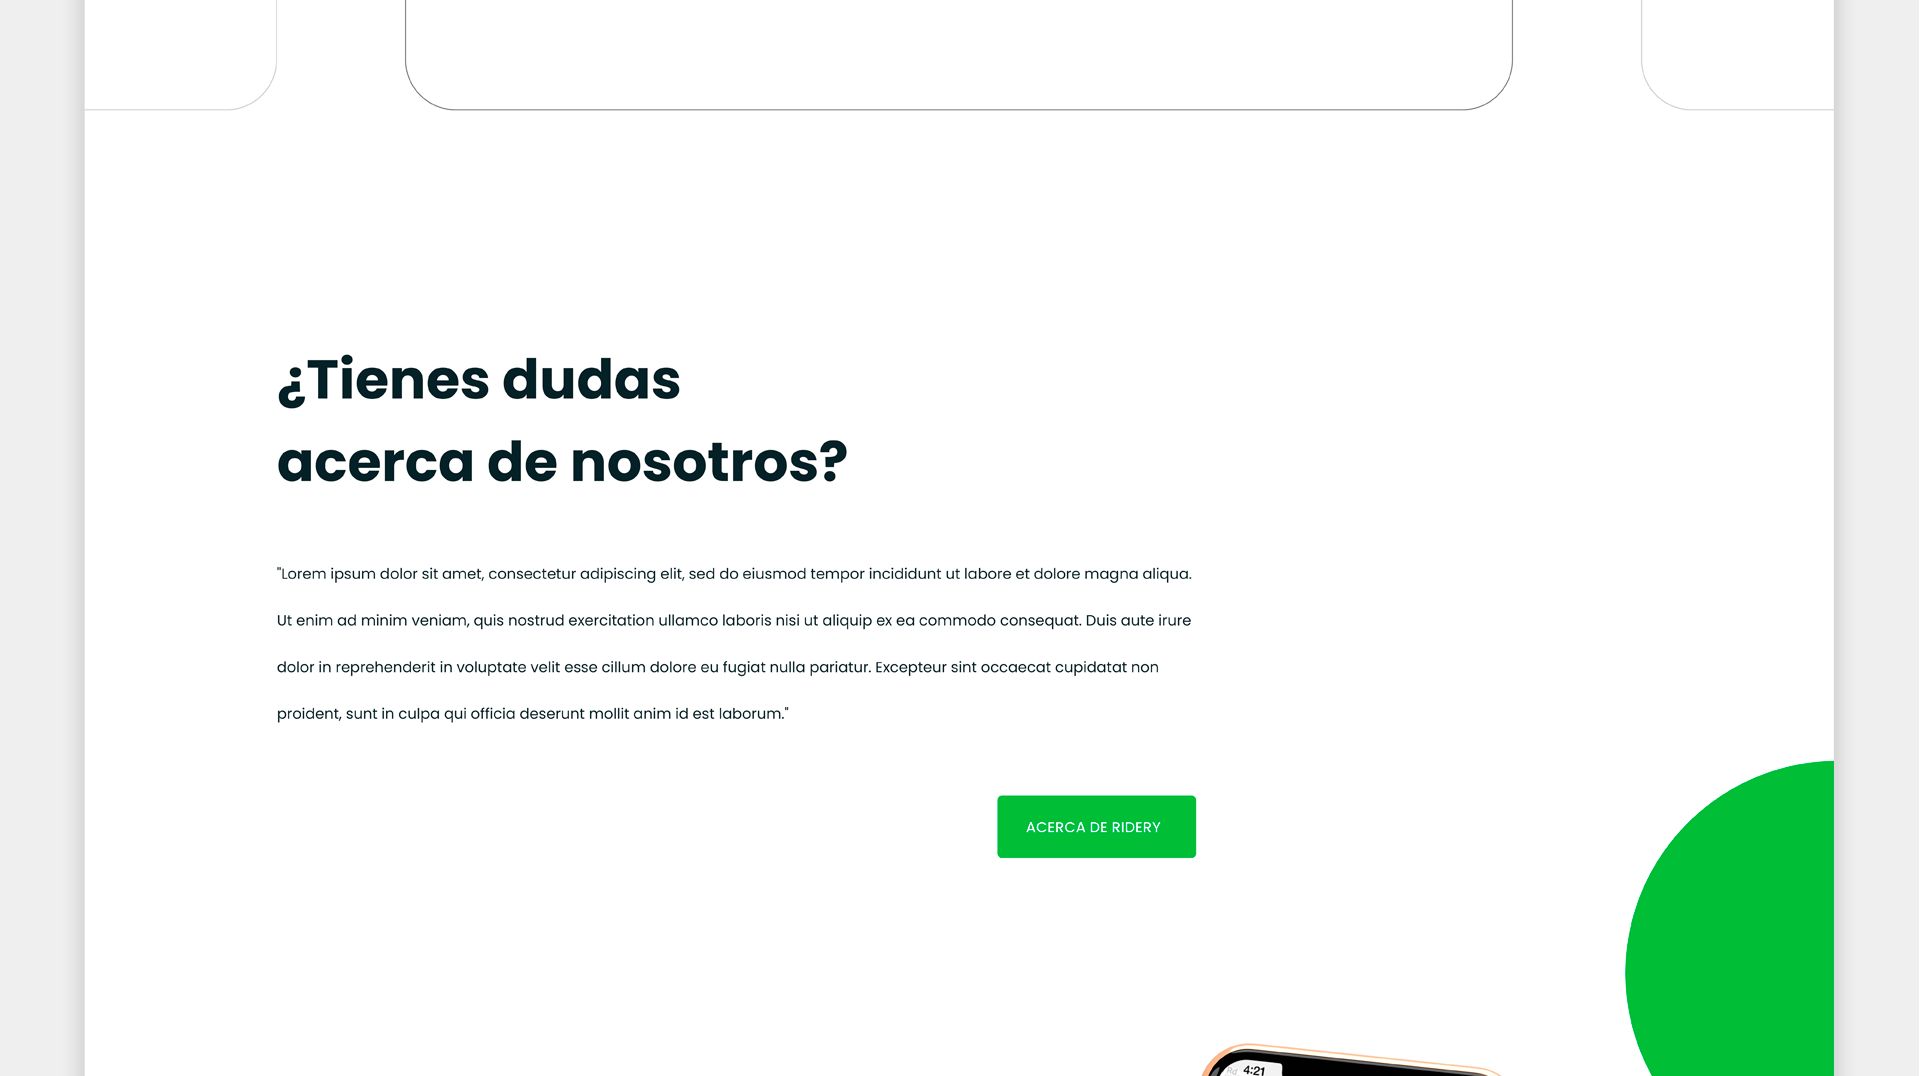 ¿Tienes dudas
acerca de nosotros?
"Lorem ipsum dolor sit amet, consectetur adipiscing elit, sed do eiusmod tempor incididunt ut labore et dolore magna aliqua.
Ut enim ad minim veniam, quis nostrud exercitation ullamco laboris nisi ut aliquip ex ea commodo consequat. Duis aute irure
dolor in reprehenderit in voluptate velit esse cillum dolore eu fugiat nulla pariatur. Excepteur sint occaecat cupidatat non
proident, sunt in culpa qui officia deserunt mollit anim id est laborum."
ACERCA DE RIDERY
4:21